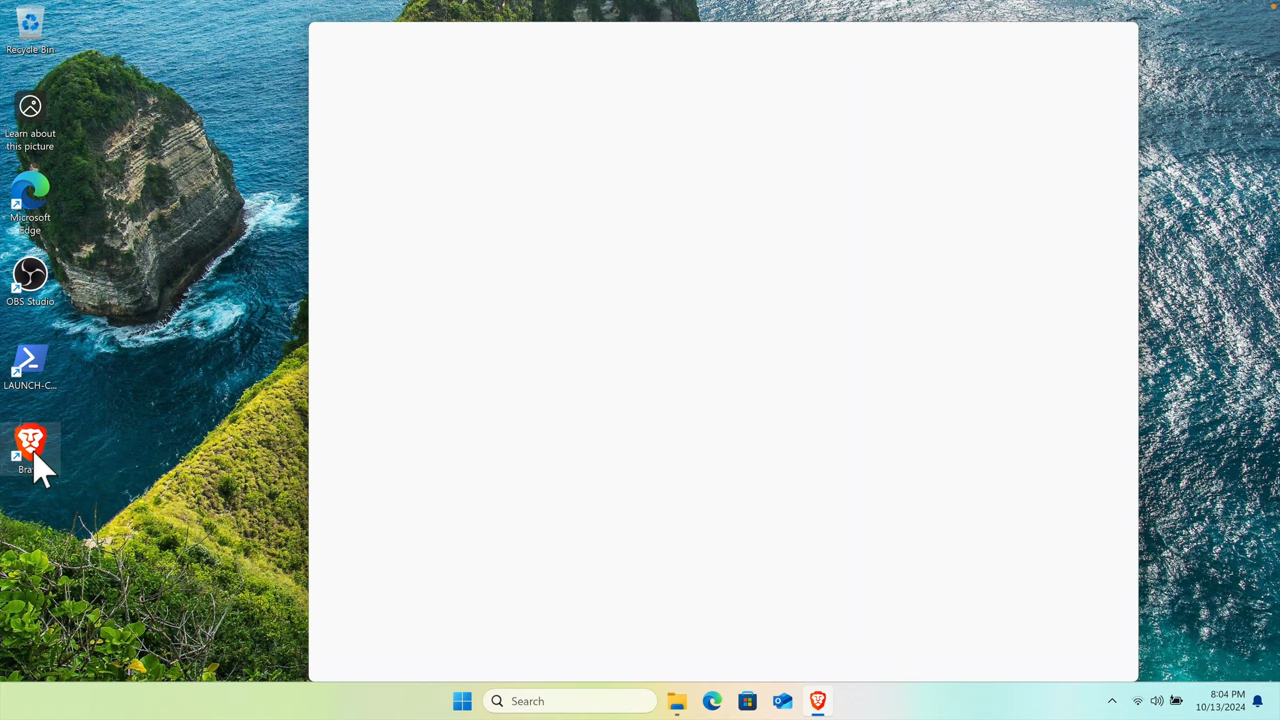 Recycle Bin
Learn about
this picture
Microsoft
Edge
OBS Studio
LAUNCH-C...
Search
8:04 PM
10/13/2024